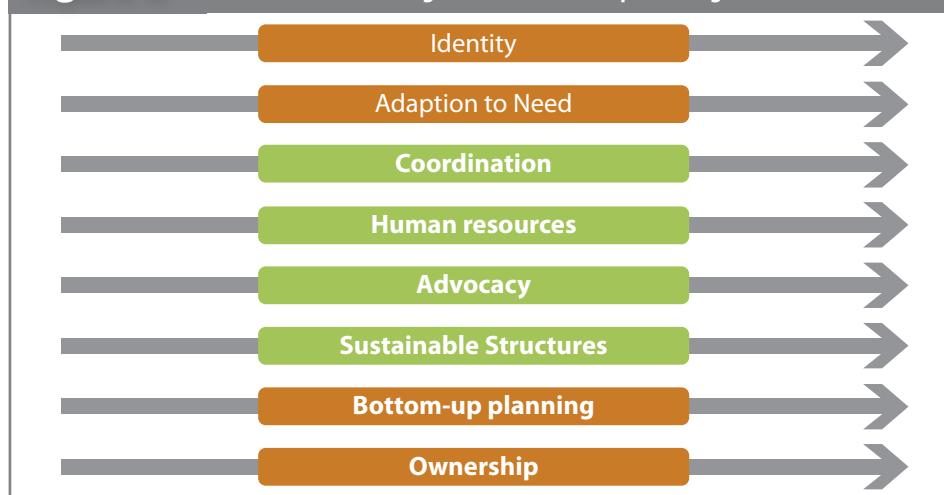 Identity
Adaption to Need
Coordination
Human resources
Advocacy
Sustainable Structures
Bottom-up planning
Ownership